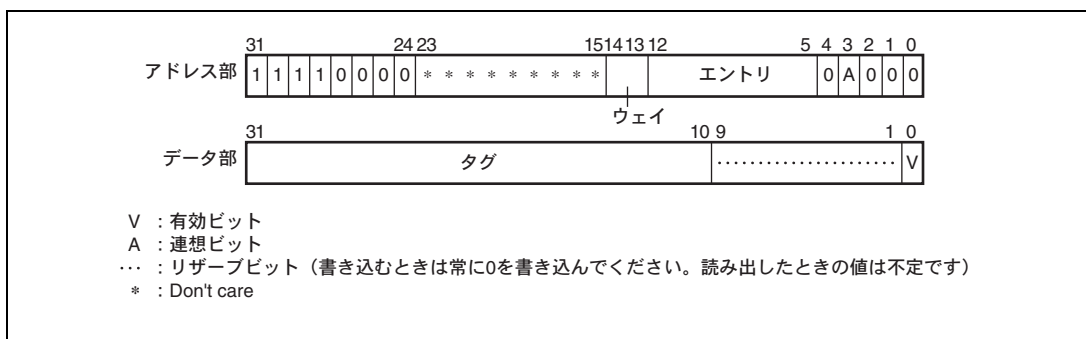 31 24 23 15 14 13 12 5 4 3 2 1 0
アドレス部 1 1 1 1 0 0 0 0 * * * * * * * * * エントリ 0 A 0 0 0
ウェイ
31 10 9 1 0
データ部 タグ ...................... V
V ：有効ビット
A ：連想ビット
… ：リザーブビット（書き込むときは常に0を書き込んでください。読み出したときの値は不定です）
* ：Don't care